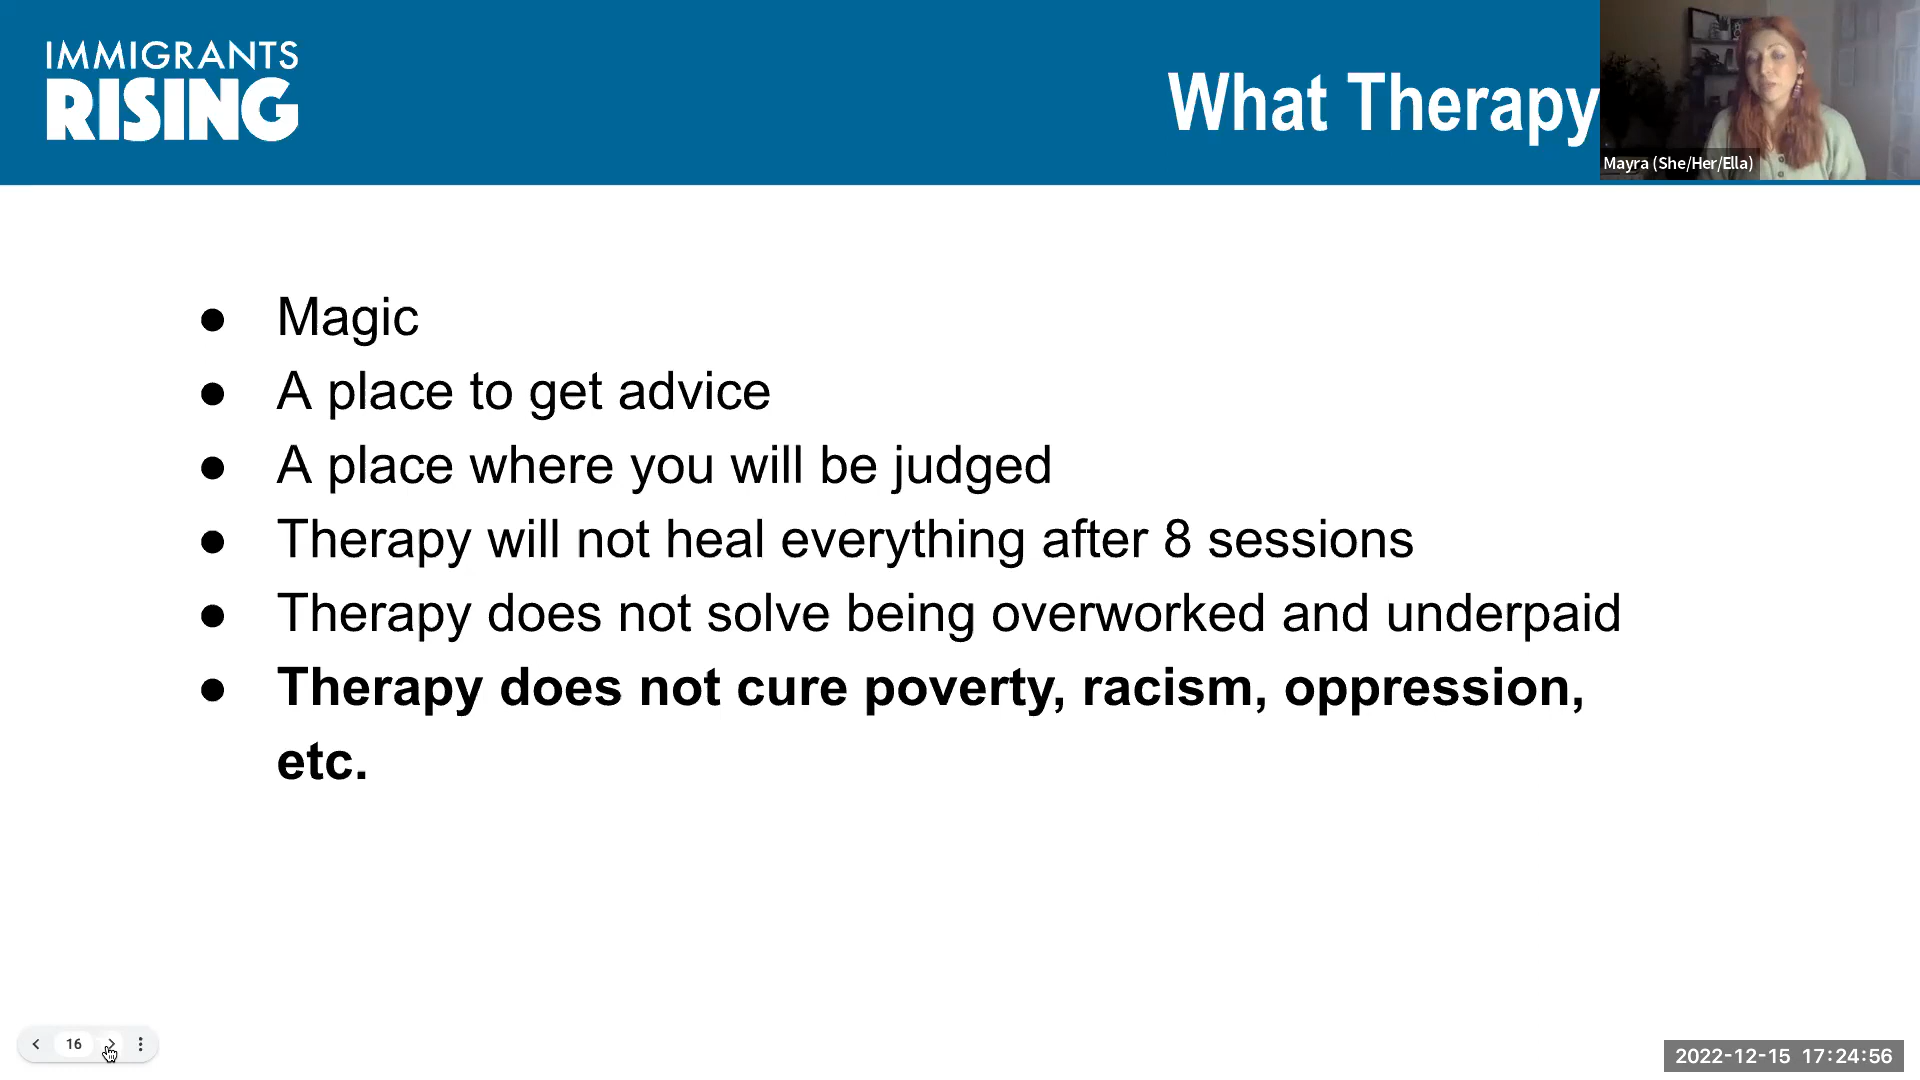 IMMIGRANTS
RISING
What Therapy
Mayra (She/Her/Ella)
● Magic
● A place to get advice
● A place where you will be judged
● Therapy will not heal everything after 8 sessions
● Therapy does not solve being overworked and underpaid
● Therapy does not cure poverty, racism, oppression,
etc.
16
2022-12-15 17:24:56